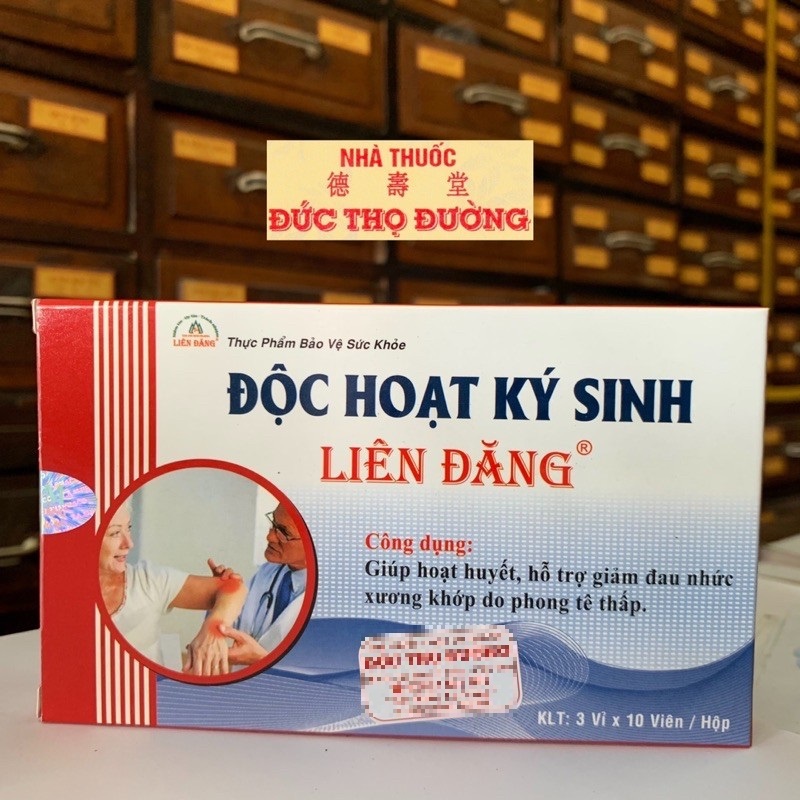 NHÀ THUỐC
德 壽 堂
ĐỨC THỌ ĐƯỜNG
LIÊN ĐĂNG®
Thực Phẩm Bảo Vệ Sức Khỏe
ĐỘC HOẠT KÝ SINH
LIÊN ĐĂNG®
Công dụng:
Giúp hoạt huyết, hỗ trợ giảm đau nhức
xương khớp do phong tê thấp.
KLT: 3 Vỉ x 10 Viên / Hộp